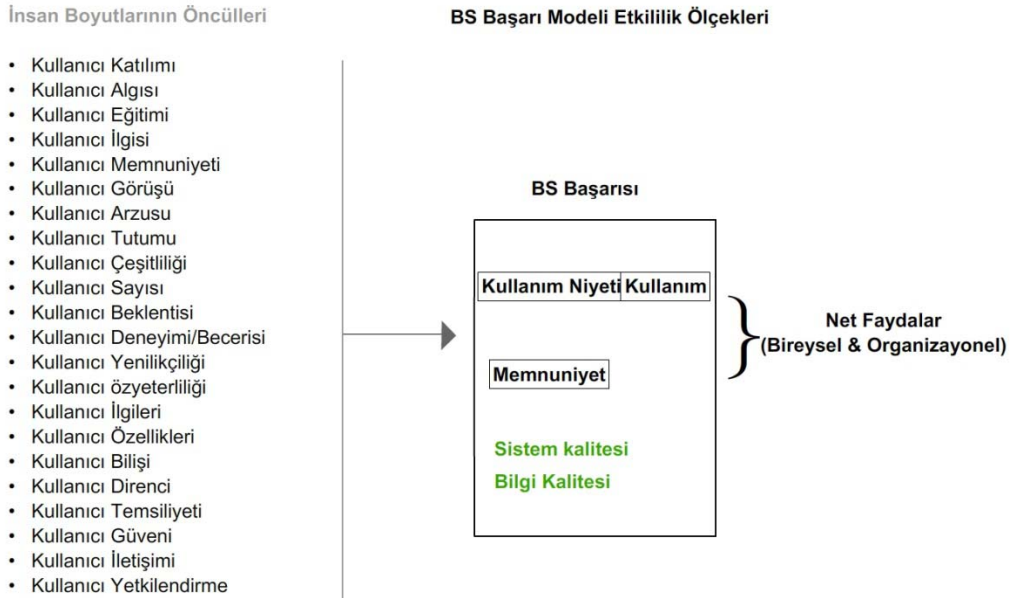 İnsan Boyutlarının Öncülleri
BS Başarı Modeli Etkililik Ölçekleri
• Kullanıcı Katılımı
• Kullanıcı Algısı
• Kullanıcı Eğitimi
• Kullanıcı İlgisi
• Kullanıcı Memnuniyeti
• Kullanıcı Görüşü
• Kullanıcı Arzusu
• Kullanıcı Tutumu
• Kullanıcı Çeşitliliği
• Kullanıcı Sayısı
• Kullanıcı Beklentisi
• Kullanıcı Deneyimi/Becerisi
• Kullanıcı Yenilikçiliği
• Kullanıcı özyeterliliği
• Kullanıcı İlgileri
• Kullanıcı Özellikleri
• Kullanıcı Bilişi
• Kullanıcı Direnci
• Kullanıcı Temsiliyeti
• Kullanıcı Güveni
• Kullanıcı İletişimi
• Kullanıcı Yetkilendirme
BS Başarısı
Kullanım Niyeti Kullanım
Memnuniyet
Sistem kalitesi
Bilgi Kalitesi
Net Faydalar
(Bireysel & Organizayonel)